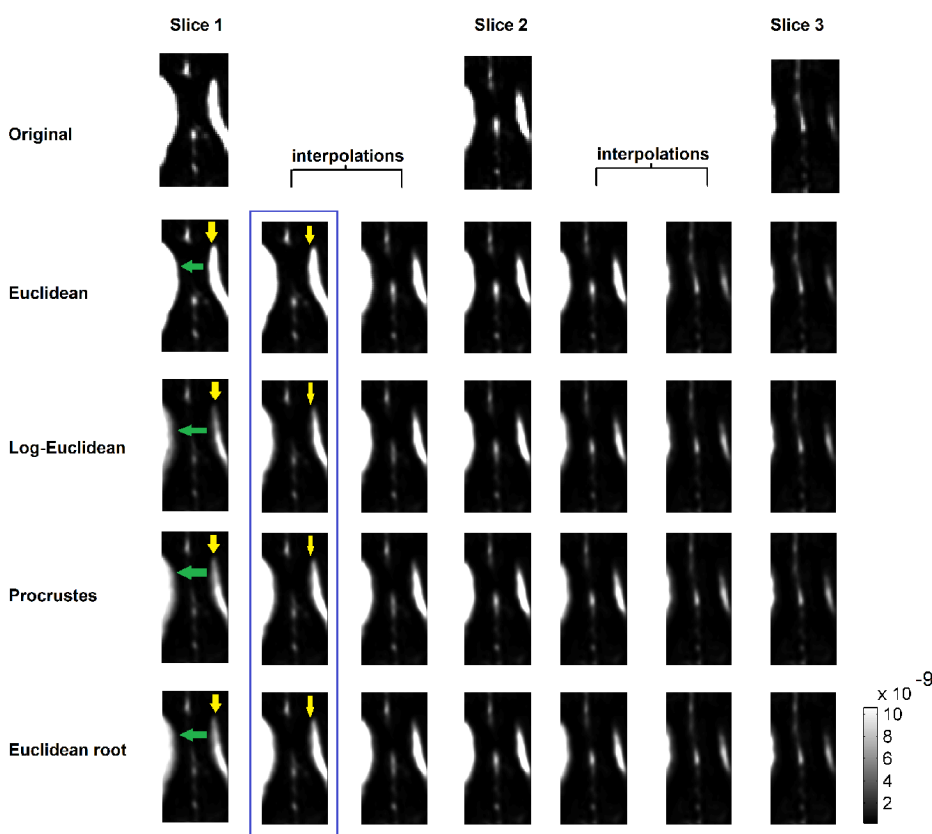 Slice 1
Slice 2
Slice 3
Original
interpolations
interpolations
Euclidean
Log-Euclidean
Procrustes
Euclidean root
x 10 -9
10
8
6
4
2